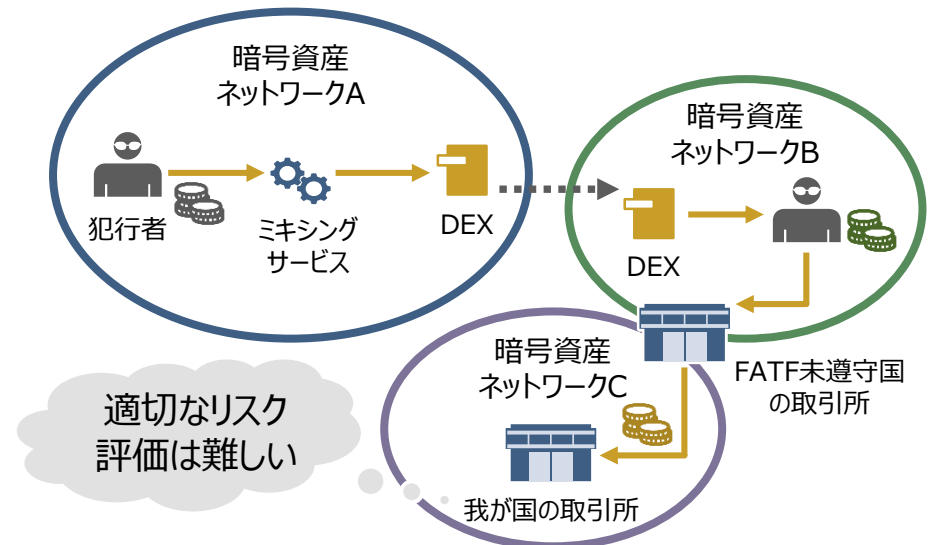 暗号資産
ネットワークA
犯行者
ミキシング
サービス
DEX
暗号資産
ネットワークB
DEX
FATF未遵守国
の取引所
暗号資産
ネットワークC
我が国の取引所
適切なリスク
評価は難しい